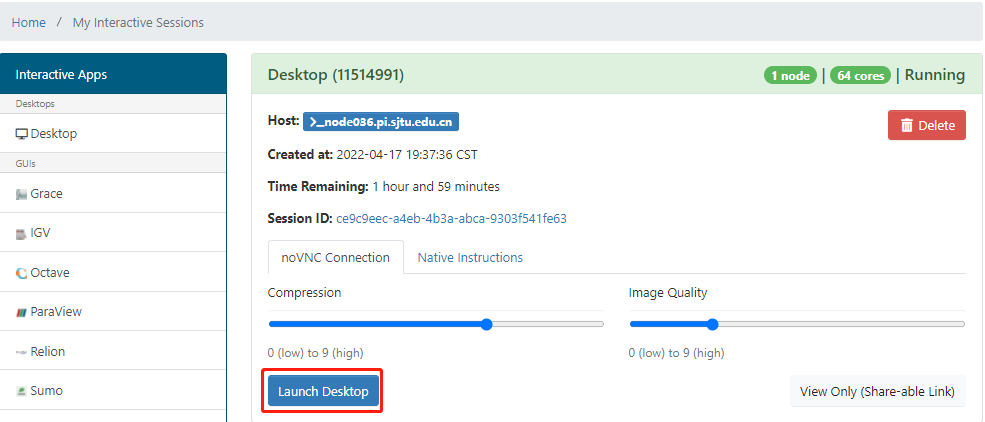 Home / My Interactive Sessions
Interactive Apps
Desktops
Desktop
GUIs
Grace
IGV
Octave
ParaView
Relion
Sumo
Desktop (11514991)
1 node | 64 cores | Running
Host: >_node036.pi.sjtu.edu.cn
Delete
Created at: 2022-04-17 19:37:36 CST
Time Remaining: 1 hour and 59 minutes
Session ID: ce9c9eec-a4eb-4b3a-abca-9303f541fe63
noVNC Connection
Native Instructions
Compression
Image Quality
0 (low) to 9 (high)
0 (low) to 9 (high)
Launch Desktop
View Only (Share-able Link)